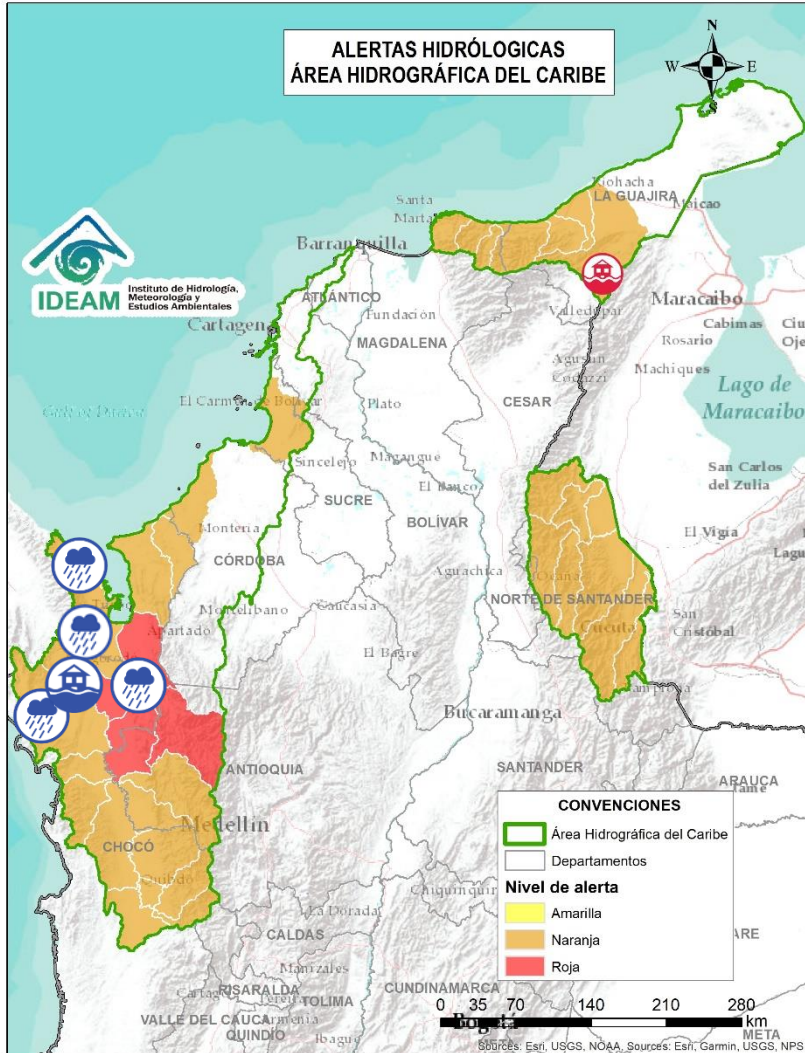 ALERTAS HIDRÓLOGICAS
ÁREA HIDROGRÁFICA DEL CARIBE
N
W
E
S
IDEAM
Instituto de Hidrología,
Meteorología y
Estudios Ambientales
LA GUAJIRA
Maicao
Santa
Marta
Barranquilla
ATLÁNTICO
Fundación
MAGDALENA
Valledupar
Maracaibo
Cabimas
Rosario
Machiques
Lago de
Maracaibo
Agustín
Codazzi
CESAR
El Carmen de Bolívar
Plato
Sincelejo
Magangué
SUCRE
El Banco
BOLÍVAR
San Carlos
del Zulia
El Vigía
Montería
CÓRDOBA
Aguachica
Ocaña
NORTE DE SANTANDER
Cúcuta
San
Cristóbal
Montelíbano
Caucasia
Apartadó
El Bagre
Pamplona
Bucaramanga
ANTIOQUIA
SANTANDER
ARAUCA
Medellín
CHOCÓ
Quibdó
La Dorada
CALDAS
Manizales
RISARALDA
Pereira
TOLIMA
CUNDINAMARCA
VALLE DEL CAUCA
Armenia
QUINDÍO
Ibagué
Bogotá
META
META
CONVENCIONES
Área Hidrográfica del Caribe
Departamentos
Nivel de alerta
Amarilla
Naranja
Roja
0 35 70 140 210 280
km
Sources: Esri, USGS, NOAA, Sources: Esri, Garmin, USGS, NPS